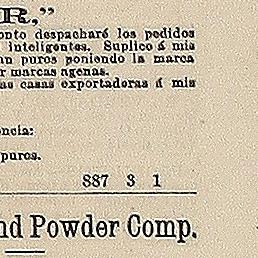 R,”
onto despacharé los pedidos
inteligentes. Suplico á mis
an puros poniendo la marca
r marcas agenas.
as casas exportadoras á mis
encia:
puros.
887 3 1
nd Powder Comp.